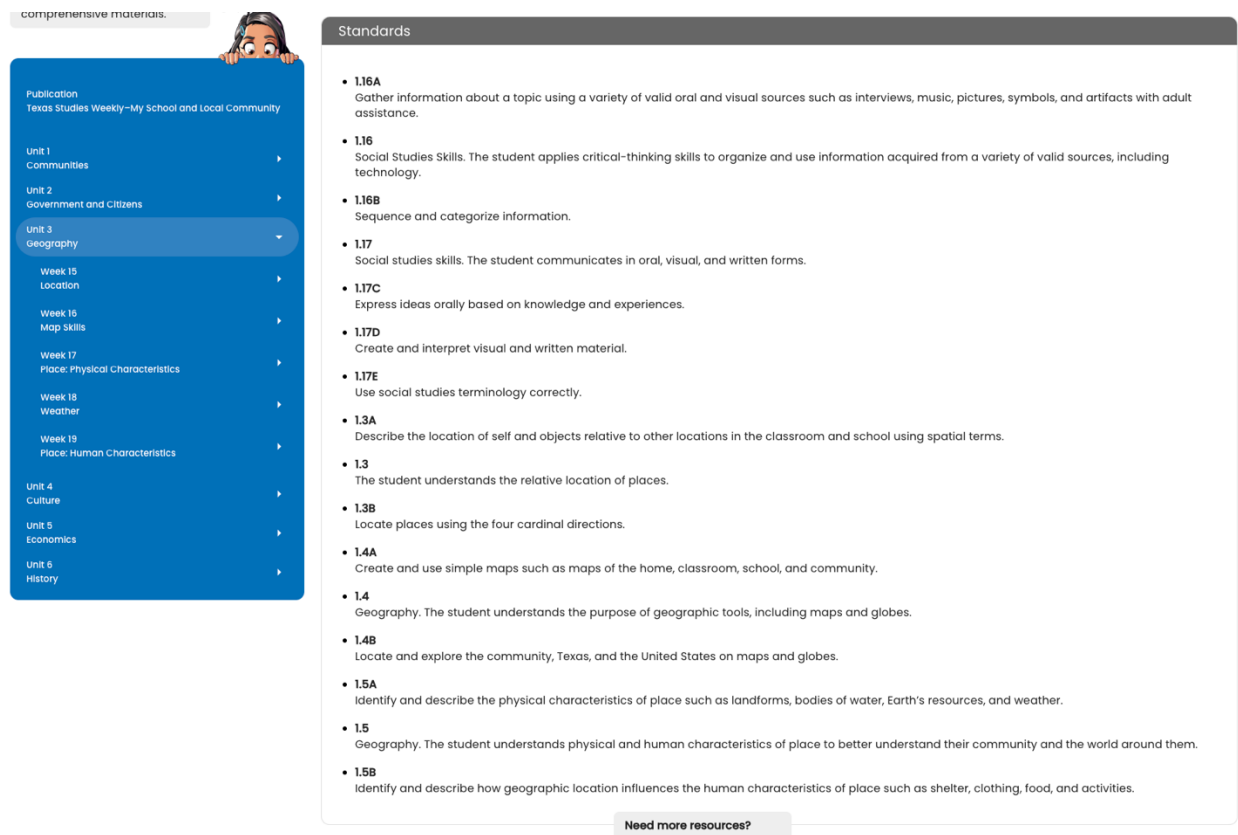 comprehensive materials.
Publication
Texas Studies Weekly–My School and Local Community
Unit 1
Communities
Unit 2
Government and Citizens
Unit 3
Geography
Week 15
Location
Week 16
Map Skills
Week 17
Place: Physical Characteristics
Week 18
Weather
Week 19
Place: Human Characteristics
Unit 4
Culture
Unit 5
Economics
Unit 6
History
Standards
• 1.16A
Gather information about a topic using a variety of valid oral and visual sources such as interviews, music, pictures, symbols, and artifacts with adult
assistance.
• 1.16
Social Studies Skills. The student applies critical-thinking skills to organize and use information acquired from a variety of valid sources, including
technology.
• 1.16B
Sequence and categorize information.
• 1.17
Social studies skills. The student communicates in oral, visual, and written forms.
• 1.17C
Express ideas orally based on knowledge and experiences.
• 1.17D
Create and interpret visual and written material.
• 1.17E
Use social studies terminology correctly.
• 1.3A
Describe the location of self and objects relative to other locations in the classroom and school using spatial terms.
• 1.3
The student understands the relative location of places.
• 1.3B
Locate places using the four cardinal directions.
• 1.4A
Create and use simple maps such as maps of the home, classroom, school, and community.
• 1.4
Geography. The student understands the purpose of geographic tools, including maps and globes.
• 1.4B
Locate and explore the community, Texas, and the United States on maps and globes.
• 1.5A
Identify and describe the physical characteristics of place such as landforms, bodies of water, Earth's resources, and weather.
• 1.5
Geography. The student understands physical and human characteristics of place to better understand their community and the world around them.
• 1.5B
Identify and describe how geographic location influences the human characteristics of place such as shelter, clothing, food, and activities.
Need more resources?